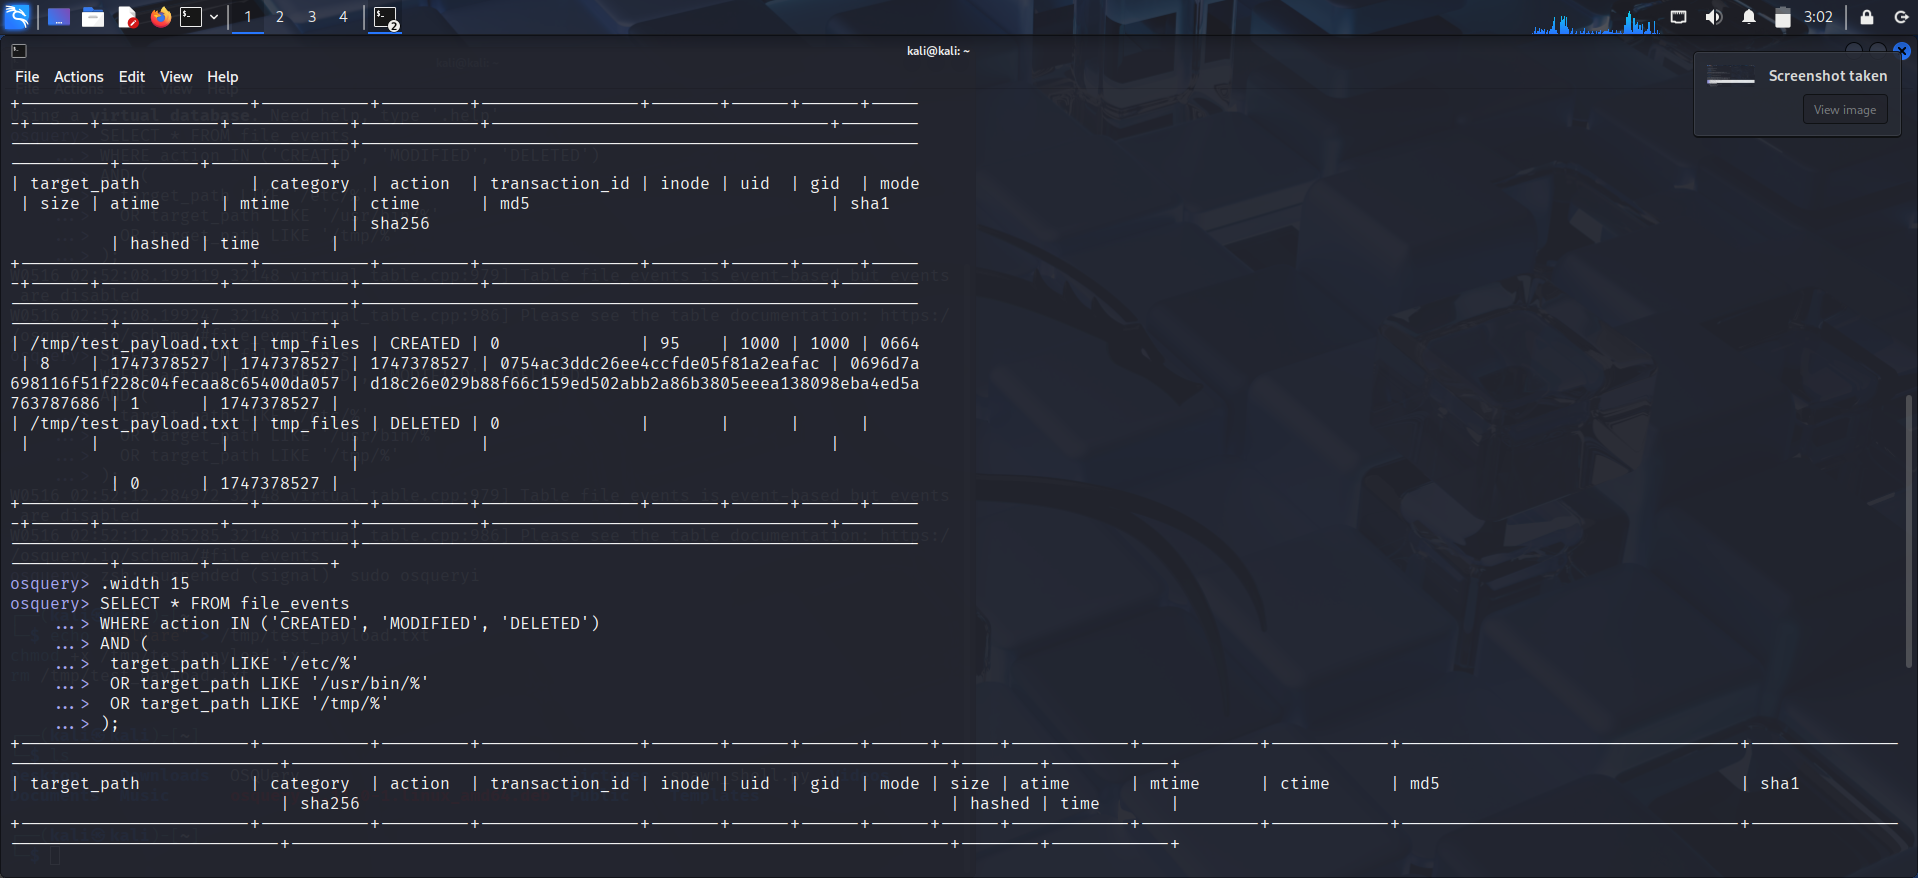 1 2 3 4 2 3:02
kali@kali: ~
File Actions Edit View Help
Screenshot taken
View image
| target_path | category | action | transaction_id | inode | uid | gid | mode
| size | atime | mtime | ctime | md5 | sha1
| sha256
| hashed | time |
| /tmp/test_payload.txt | tmp_files | CREATED | 0 | 95 | 1000 | 1000 | 0664
| 8 | 1747378527 | 1747378527 | 1747378527 | 0754ac3ddc26ee4ccfde05f81a2eafac | 0696d7a
698116f51f228c04fecaa8c65400da057 | d18c26e029b88f66c159ed502abb2a86b3805eeea138098eba4ed5a
763787686 | 1 | 1747378527 |
| /tmp/test_payload.txt | tmp_files | DELETED | 0 | | | |
| | | | | |
|
| 0 | 1747378527 |
osquery> .width 15
osquery> SELECT * FROM file_events
...> WHERE action IN ('CREATED', 'MODIFIED', 'DELETED')
...> AND (
...> target_path LIKE '/etc/%'
...> OR target_path LIKE '/usr/bin/%'
...> OR target_path LIKE '/tmp/%'
...> );
| target_path | category | action | transaction_id | inode | uid | gid | mode | size | atime | mtime | ctime | md5 | sha1
| sha256 | hashed | time |